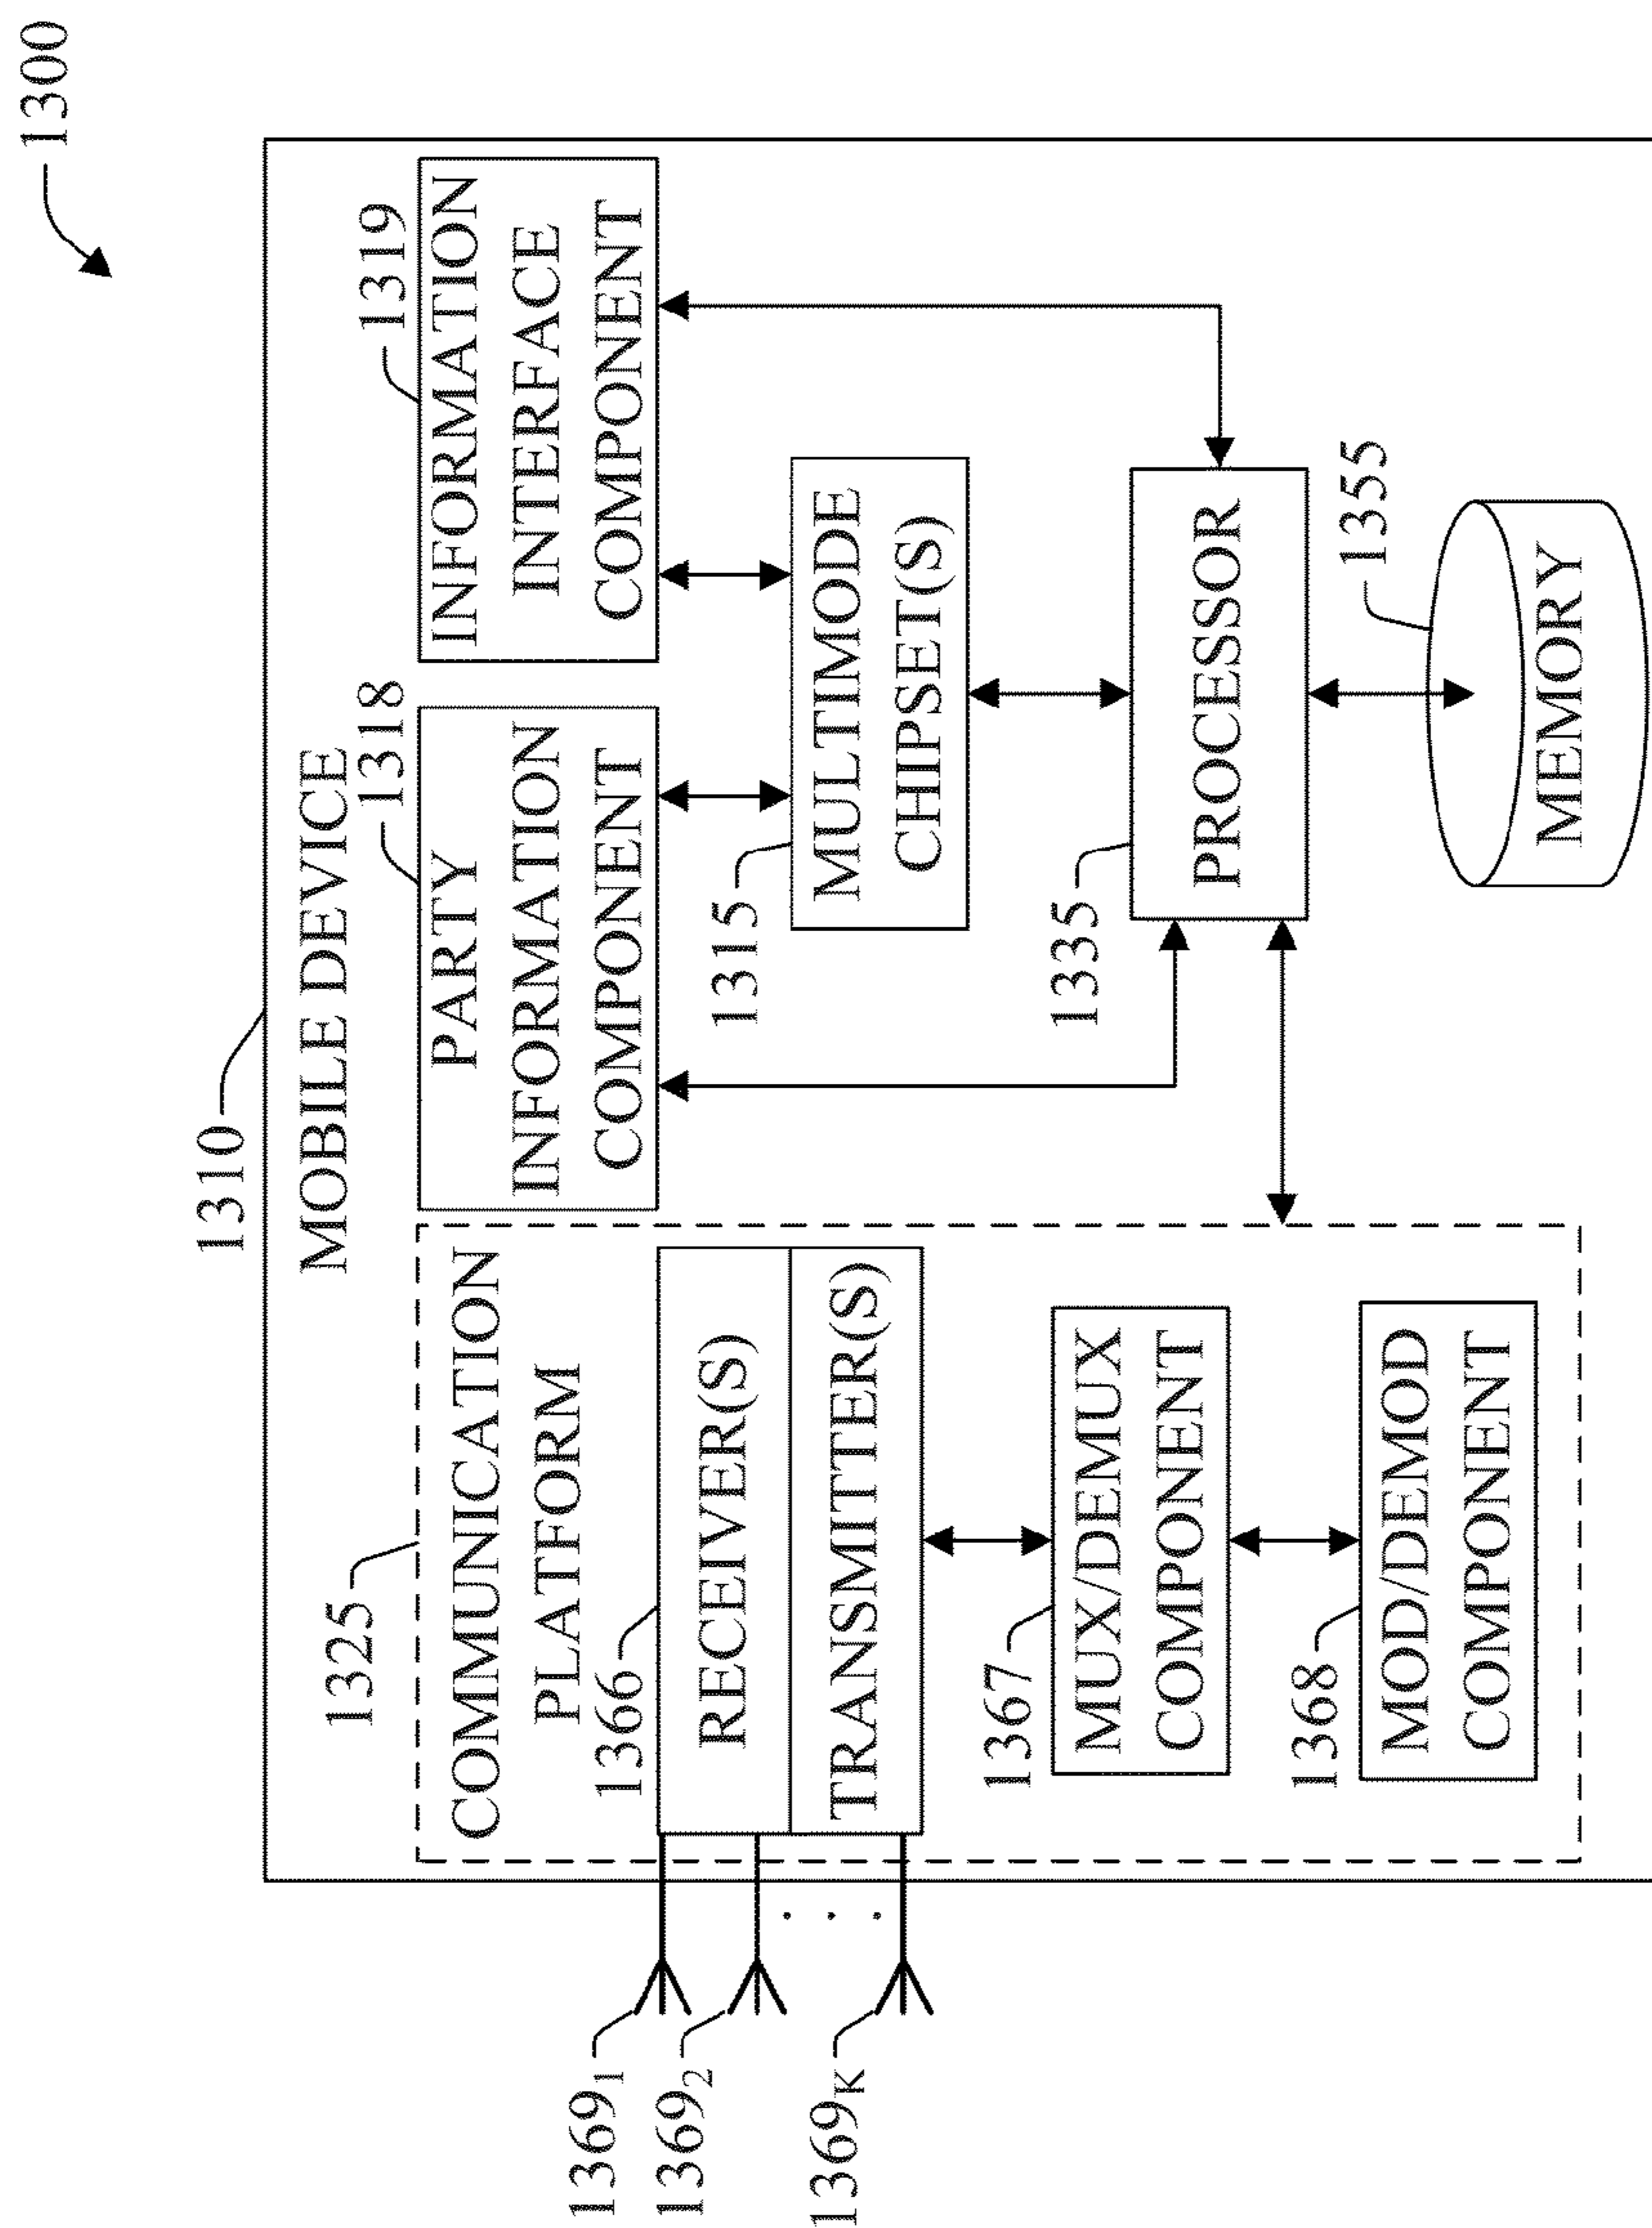 1300
1310
MOBILE DEVICE
1325
COMMUNICATION
PLATFORM
1366
RECEIVER(S)
TRANSMITTER(S)
1367
MUX/DEMUX
COMPONENT
1368
MOD/DEMOD
COMPONENT
1369₁
1369₂
. . .
1369K
1318
PARTY
INFORMATION
COMPONENT
1319
INFORMATION
INTERFACE
COMPONENT
1315
MULTIMODE
CHIPSET(S)
1335
PROCESSOR
1355
MEMORY